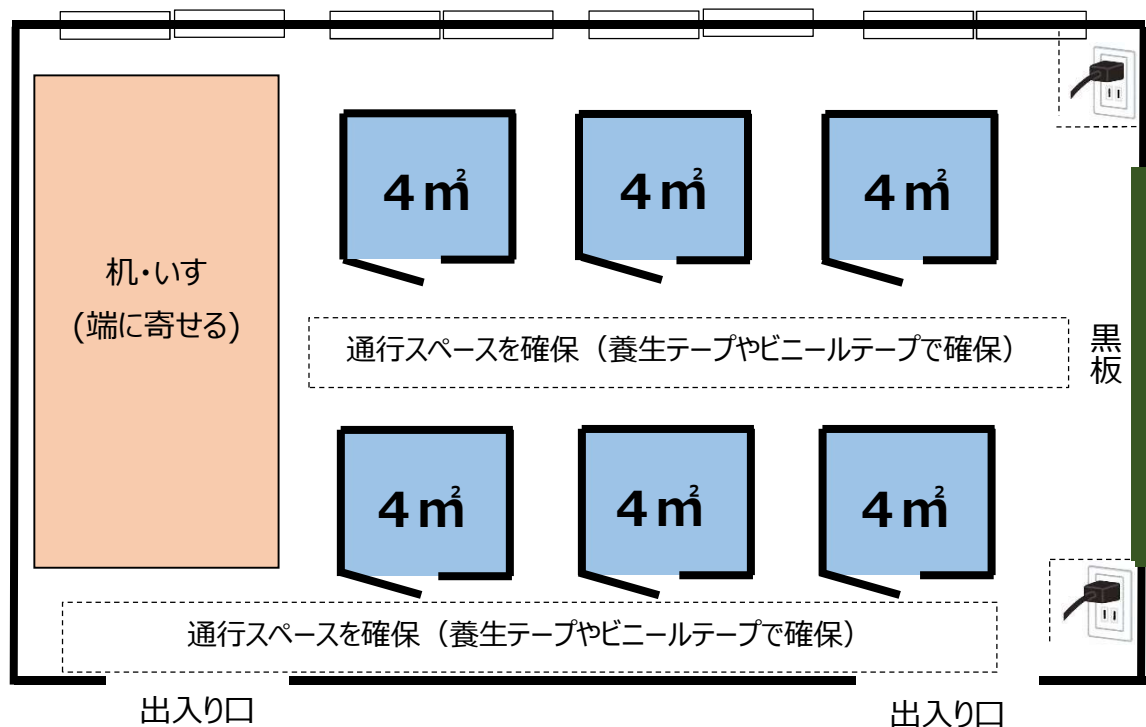 4㎡ 4㎡ 4㎡
机・いす
(端に寄せる)
通行スペースを確保（養生テープやビニールテープで確保）
黒板
4㎡ 4㎡ 4㎡
通行スペースを確保（養生テープやビニールテープで確保）
出入り口 出入り口